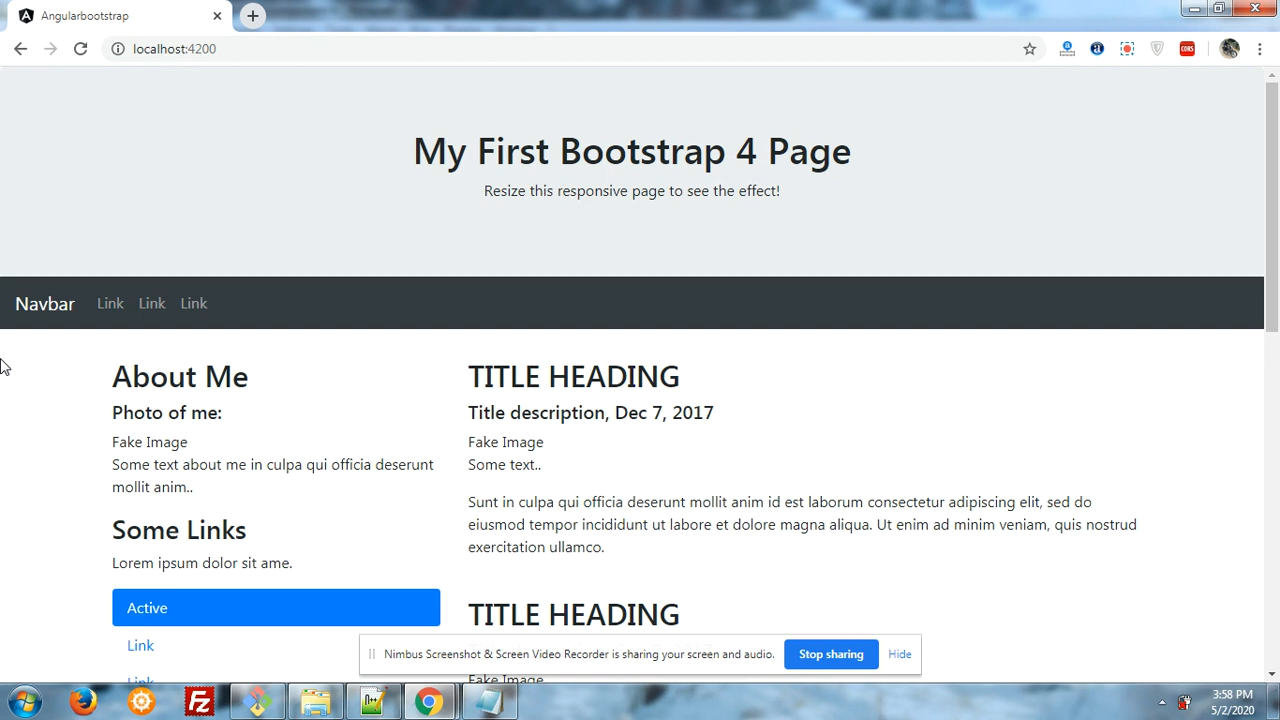 Angularbootstrap
localhost:4200
CORS
My First Bootstrap 4 Page
Resize this responsive page to see the effect!
Navbar Link Link Link
About Me
Photo of me:
Fake Image
Some text about me in culpa qui officia deserunt
mollit anim..
Some Links
Lorem ipsum dolor sit ame.
Active
Link
Link
TITLE HEADING
Title description, Dec 7, 2017
Fake Image
Some text..
Sunt in culpa qui officia deserunt mollit anim id est laborum consectetur adipiscing elit, sed do
eiusmod tempor incididunt ut labore et dolore magna aliqua. Ut enim ad minim veniam, quis nostrud
exercitation ullamco.
TITLE HEADING
Fake Image
Nimbus Screenshot & Screen Video Recorder is sharing your screen and audio. Stop sharing Hide
3:58 PM
5/2/2020